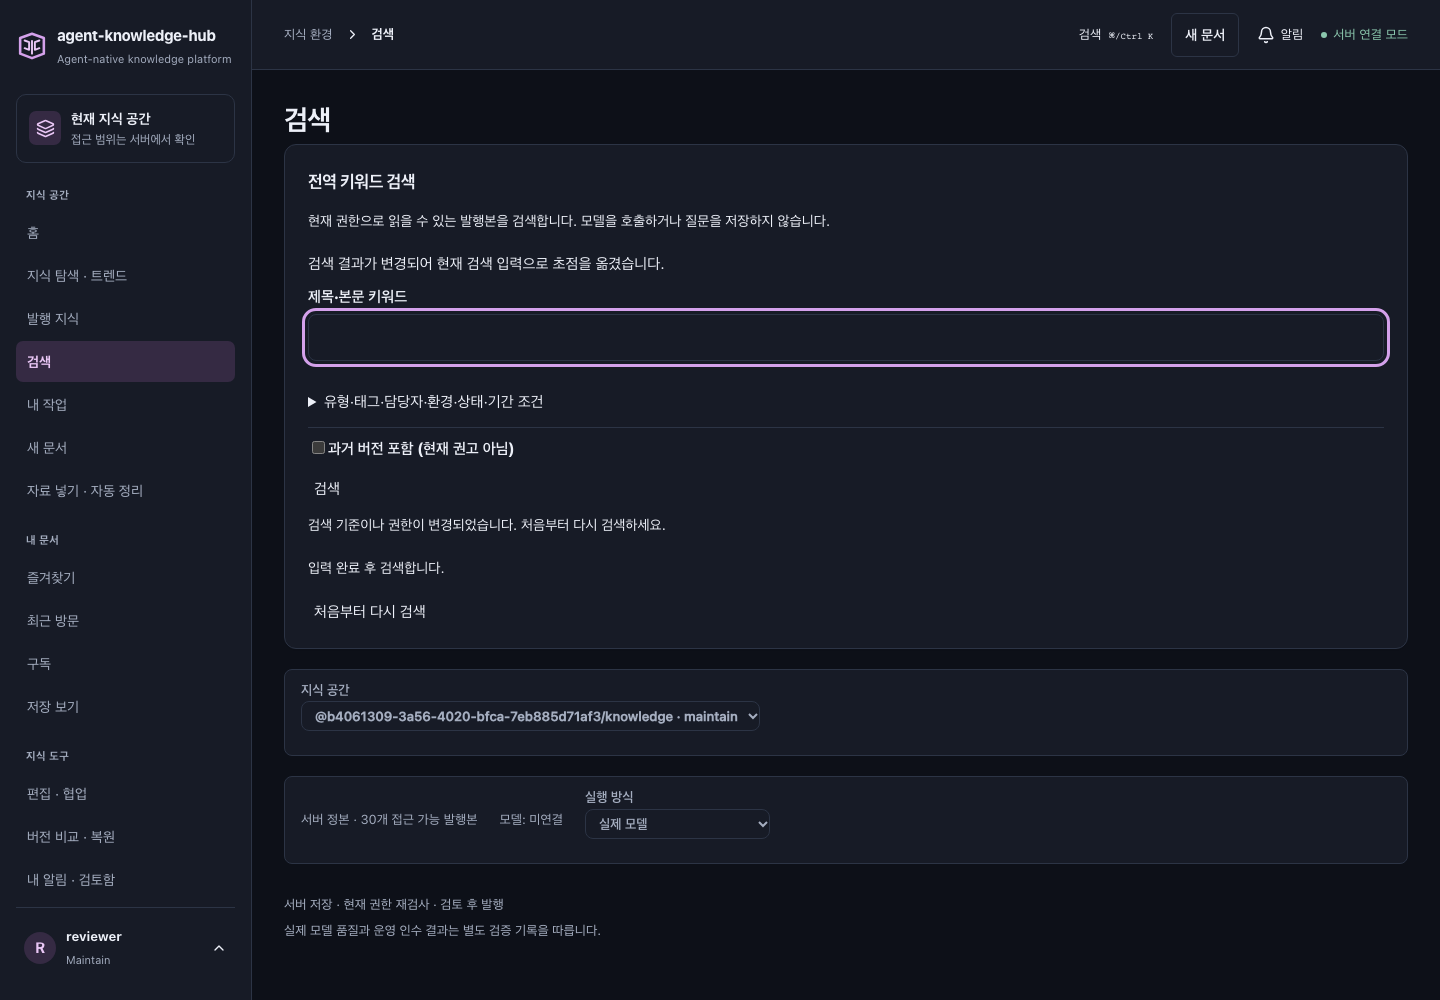 agent-knowledge-hub
Agent-native knowledge platform
현재 지식 공간
접근 범위는 서버에서 확인
지식 공간
홈
지식 탐색 · 트렌드
발행 지식
검색
내 작업
새 문서
자료 넣기 · 자동 정리
내 문서
즐겨찾기
최근 방문
구독
저장 보기
지식 도구
편집 · 협업
버전 비교 · 복원
내 알림 · 검토함
R
reviewer
Maintain
지식 환경 > 검색
검색 ⌘/Ctrl K
새 문서
알림
서버 연결 모드
검색
전역 키워드 검색
현재 권한으로 읽을 수 있는 발행본을 검색합니다. 모델을 호출하거나 질문을 저장하지 않습니다.
검색 결과가 변경되어 현재 검색 입력으로 초점을 옮겼습니다.
제목·본문 키워드
유형·태그·담당자·환경·상태·기간 조건
과거 버전 포함 (현재 권고 아님)
검색
검색 기준이나 권한이 변경되었습니다. 처음부터 다시 검색하세요.
입력 완료 후 검색합니다.
처음부터 다시 검색
지식 공간
@b4061309-3a56-4020-bfca-7eb885d71af3/knowledge · maintain
서버 정본 · 30개 접근 가능 발행본
모델: 미연결
실행 방식
실제 모델
서버 저장 · 현재 권한 재검사 · 검토 후 발행
실제 모델 품질과 운영 인수 결과는 별도 검증 기록을 따릅니다.